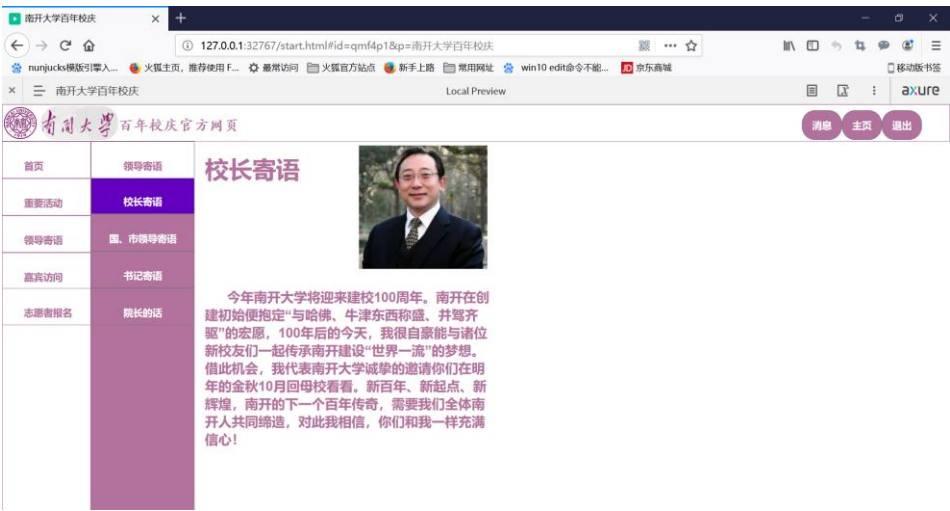 南开大学百年校庆
127.0.0.1:32767/start.html#id=qmf4p1&p=南开大学百年校庆
nunjucks模版引擎入... 火狐主页，推荐使用 F... 最常访问 火狐官方站点 新手上路 常用网址 win10 edit命令不能... 京东商城 移动版书签
南开大学百年校庆 Local Preview axure
南开大学 百年校庆官方网页 消息 主页 退出
首页
重要活动
领导寄语
嘉宾访问
志愿者报名
领导寄语
校长寄语
国、市领导寄语
书记寄语
院长的话
校长寄语
今年南开大学将迎来建校100周年。南开在创
建初始便抱定“与哈佛、牛津东西称盛、并驾齐
驱”的宏愿，100年后的今天，我很自豪能与诸位
新校友们一起传承南开建设“世界一流”的梦想。
借此机会，我代表南开大学诚挚的邀请你们在明
年的金秋10月回母校看看。新百年、新起点、新
辉煌，南开的下一个百年传奇，需要我们全体南
开人共同缔造，对此我相信，你们和我一样充满
信心！